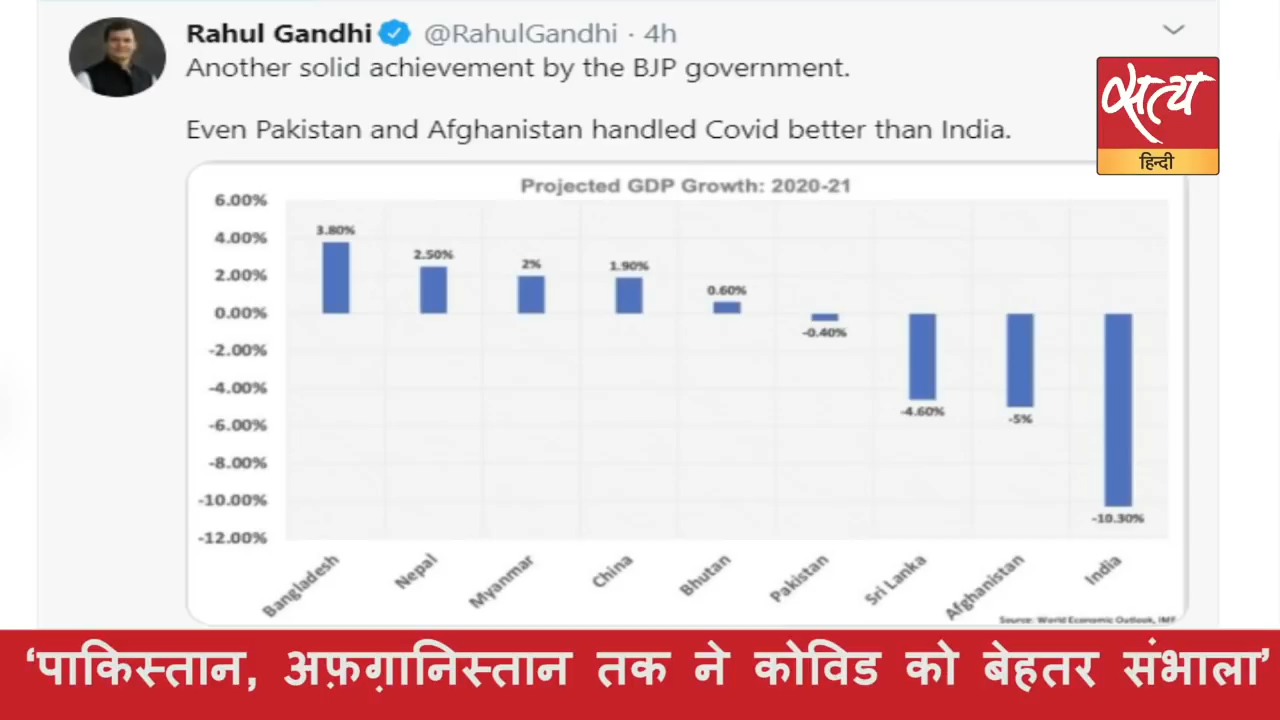 Rahul Gandhi @RahulGandhi · 4h
Another solid achievement by the BJP government.
Even Pakistan and Afghanistan handled Covid better than India.
सत्य
हिन्दी
Projected GDP Growth: 2020-21
6.00%
4.00%
2.00%
0.00%
-2.00%
-4.00%
-6.00%
-8.00%
-10.00%
-12.00%
3.80%
2.50%
2%
1.90%
0.60%
-0.40%
-4.60%
-5%
-10.30%
Bangladesh
Nepal
Myanmar
China
Bhutan
Pakistan
Sri Lanka
Afghanistan
India
Source: World Economic Outlook, IMF
‘पाकिस्तान, अफ़ग़ानिस्तान तक ने कोविड को बेहतर संभाला’